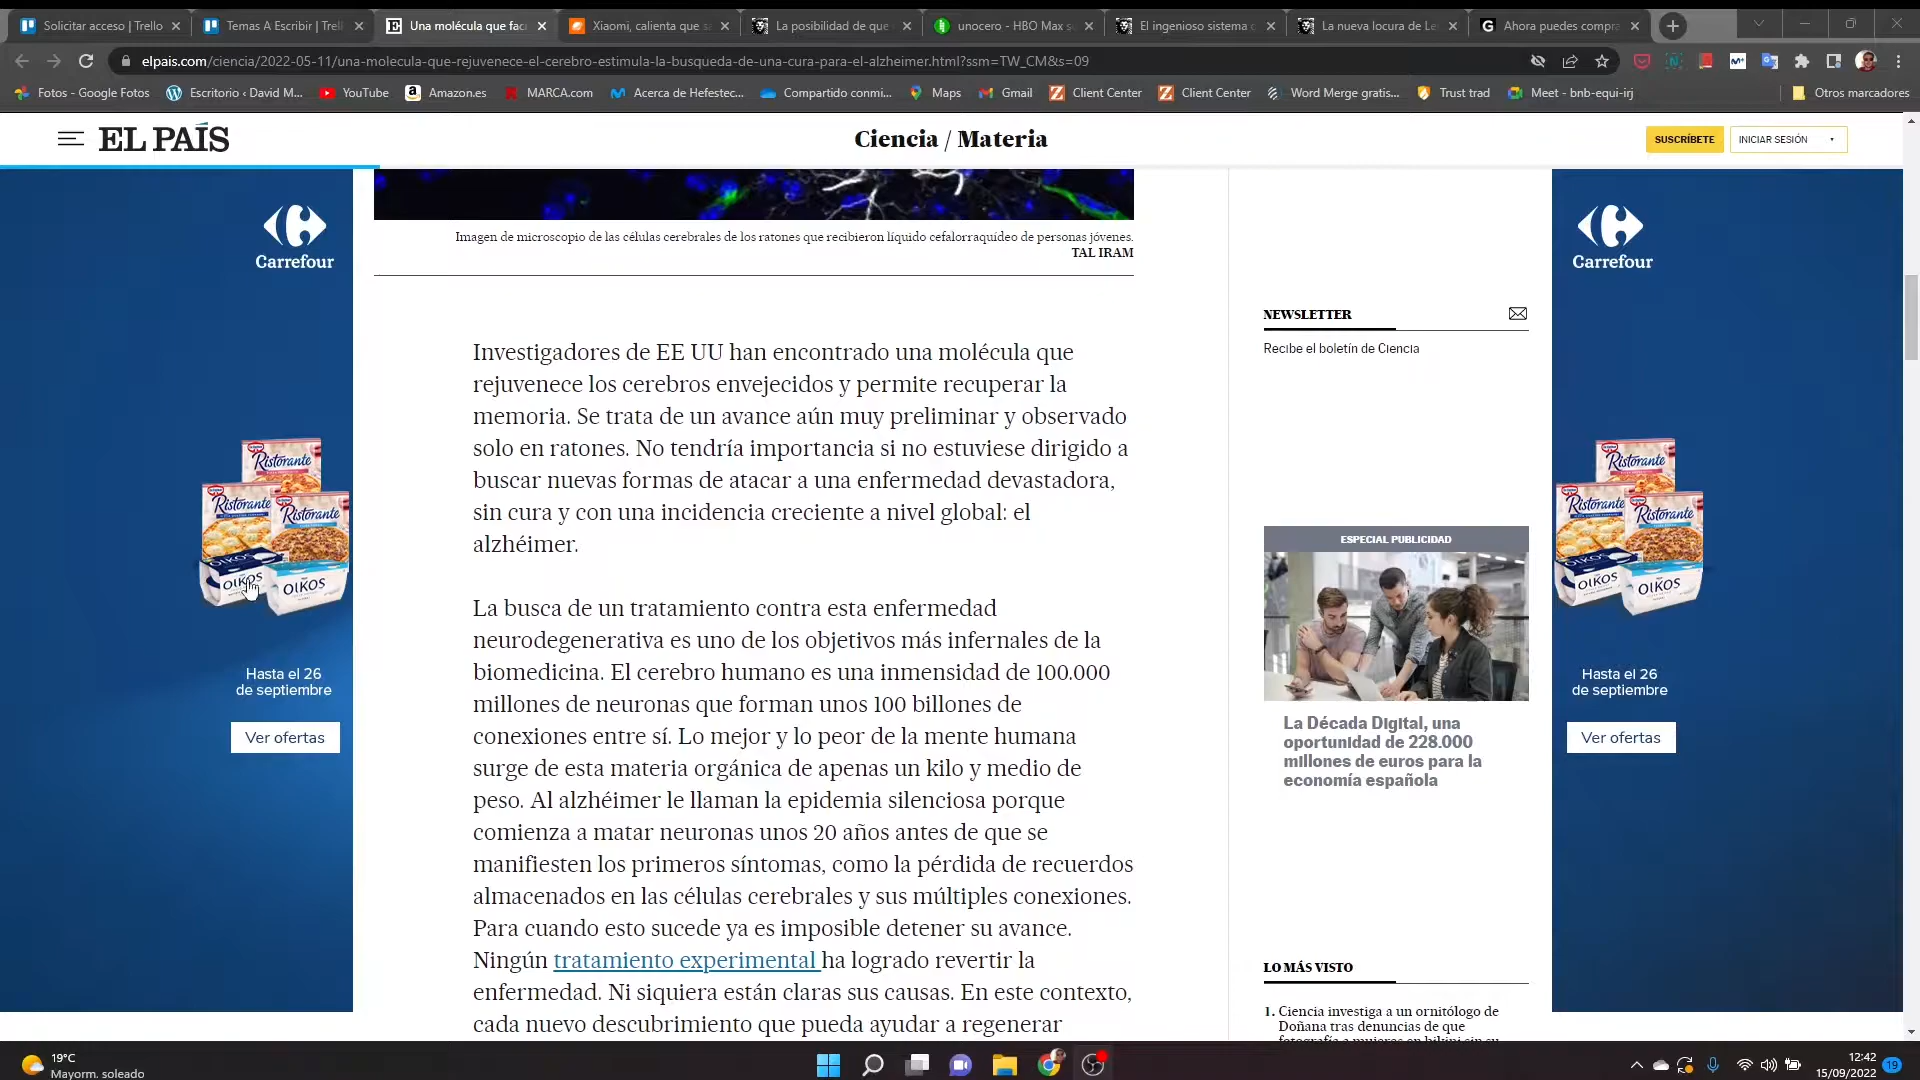 Solicitar acceso | Trello
Temas A Escribir | Trell
Una molécula que fac
Xiaomi, calienta que sa
La posibilidad de que
unocero - HBO Max s
El ingenioso sistema
La nueva locura de Le
Ahora puedes compra
elpais.com/ciencia/2022-05-11/una-molecula-que-rejuvenece-el-cerebro-estimula-la-busqueda-de-una-cura-para-el-alzheimer.html?ssm=TW_CM&s=09
Fotos - Google Fotos
Escritorio ‹ David M...
YouTube
Amazon.es
MARCA.com
Acerca de Hefestec...
Compartido conmi...
Maps
Gmail
Client Center
Client Center
Word Merge gratis...
Trust trad
Meet - bnb-equi-irj
Otros marcadores
EL PAÍS
Ciencia / Materia
SUSCRÍBETE
INICIAR SESIÓN
Carrefour
Ristorante
Ristorante
Ristorante
OIKOS
OIKOS
Hasta el 26
de septiembre
Ver ofertas
Imagen de microscopio de las células cerebrales de los ratones que recibieron líquido cefalorraquídeo de personas jóvenes.
TAL IRAM
Investigadores de EE UU han encontrado una molécula que
rejuvenece los cerebros envejecidos y permite recuperar la
memoria. Se trata de un avance aún muy preliminar y observado
solo en ratones. No tendría importancia si no estuviese dirigido a
buscar nuevas formas de atacar a una enfermedad devastadora,
sin cura y con una incidencia creciente a nivel global: el
alzhéimer.
La busca de un tratamiento contra esta enfermedad
neurodegenerativa es uno de los objetivos más infernales de la
biomedicina. El cerebro humano es una inmensidad de 100.000
millones de neuronas que forman unos 100 billones de
conexiones entre sí. Lo mejor y lo peor de la mente humana
surge de esta materia orgánica de apenas un kilo y medio de
peso. Al alzhéimer le llaman la epidemia silenciosa porque
comienza a matar neuronas unos 20 años antes de que se
manifiesten los primeros síntomas, como la pérdida de recuerdos
almacenados en las células cerebrales y sus múltiples conexiones.
Para cuando esto sucede ya es imposible detener su avance.
Ningún tratamiento experimental ha logrado revertir la
enfermedad. Ni siquiera están claras sus causas. En este contexto,
cada nuevo descubrimiento que pueda ayudar a regenerar
NEWSLETTER
Recibe el boletín de Ciencia
ESPECIAL PUBLICIDAD
La Década Digital, una
oportunidad de 228.000
millones de euros para la
economía española
LO MÁS VISTO
1. Ciencia investiga a un ornitólogo de
Doñana tras denuncias de que
fotografía a mujeres en bikini sin su
Carrefour
Ristorante
Ristorante
Ristorante
OIKOS
OIKOS
Hasta el 26
de septiembre
Ver ofertas
19°C
Mayorm. soleado
12:42
15/09/2022
19